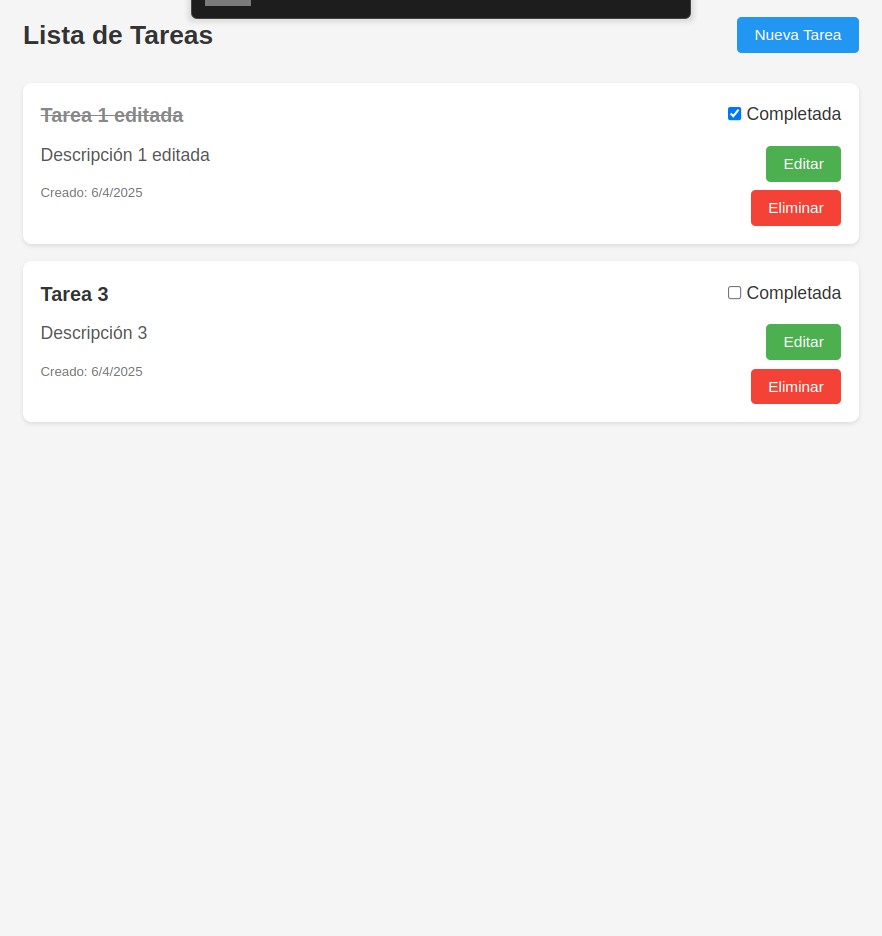 Lista de Tareas
Nueva Tarea
Tarea 1 editada
Completada
Descripción 1 editada
Editar
Creado: 6/4/2025
Eliminar
Tarea 3
Completada
Descripción 3
Editar
Creado: 6/4/2025
Eliminar